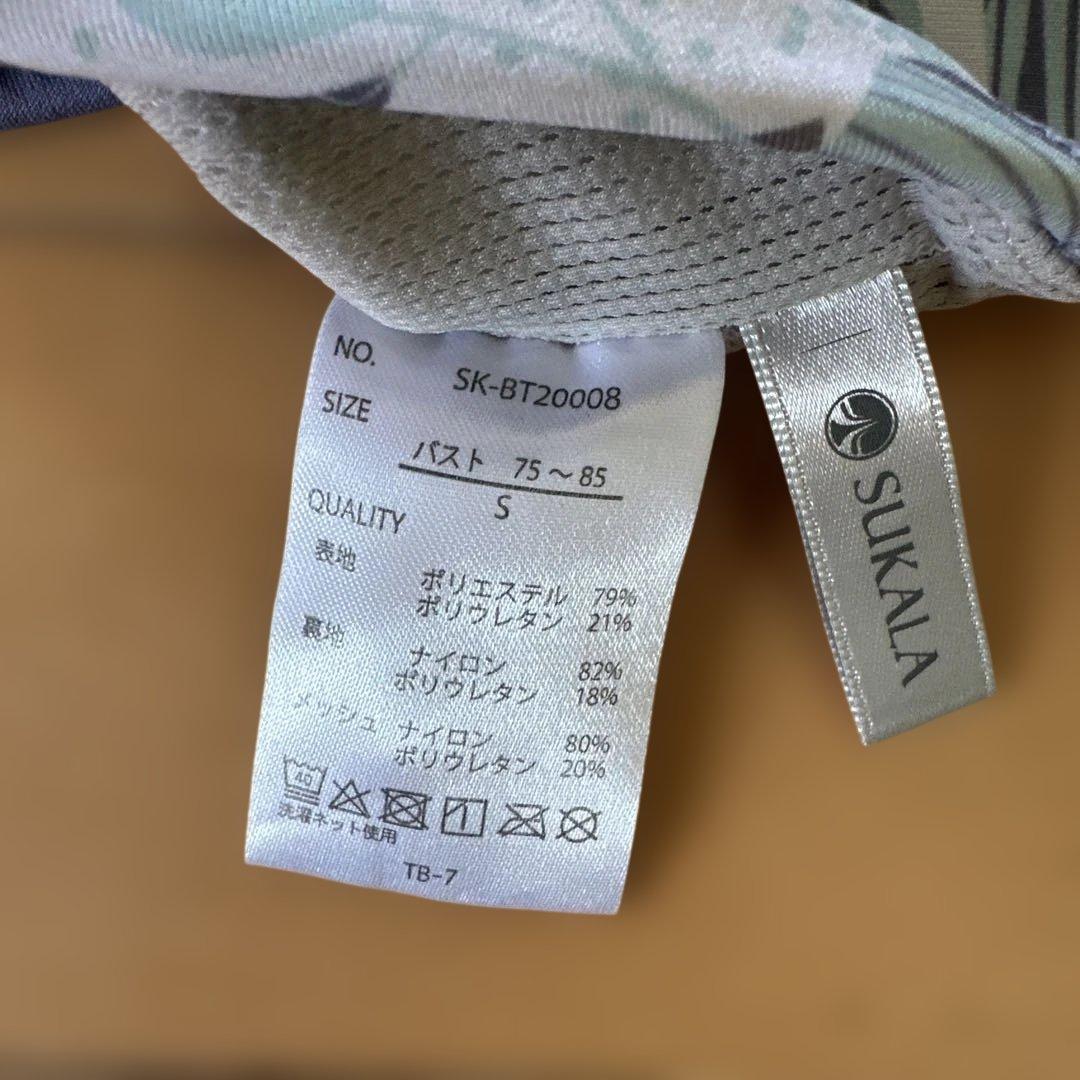 NO.
SK-BT20008
SIZE
バスト 75～85
S
QUALITY
表地
ポリエステル 79%
ポリウレタン 21%
裏地
ナイロン 82%
ポリウレタン 18%
メッシュ ナイロン 80%
ポリウレタン 20%
40
洗濯ネット使用
TB-7
SUKALA